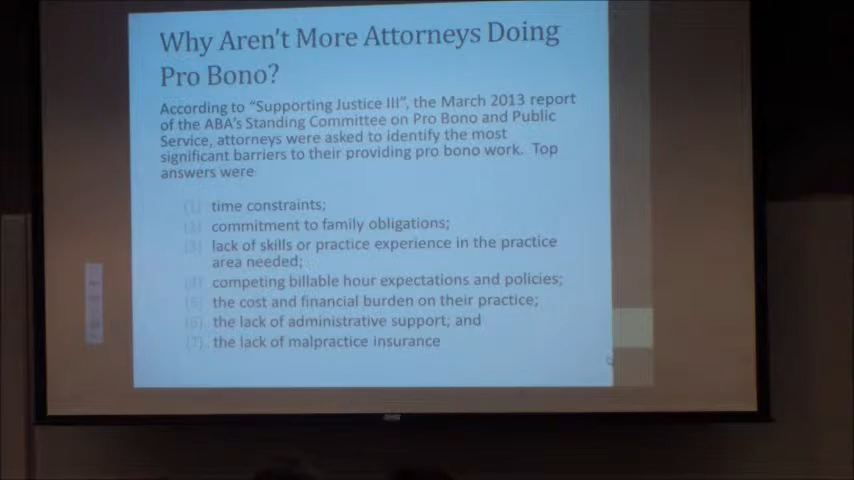 Why Aren't More Attorneys Doing
Pro Bono?
According to "Supporting Justice III", the March 2013 report
of the ABA's Standing Committee on Pro Bono and Public
Service, attorneys were asked to identify the most
significant barriers to their providing pro bono work. Top
answers were
(1) time constraints;
(2) commitment to family obligations;
(3) lack of skills or practice experience in the practice
area needed;
(4) competing billable hour expectations and policies;
(5) the cost and financial burden on their practice;
(6) the lack of administrative support; and
(7) the lack of malpractice insurance